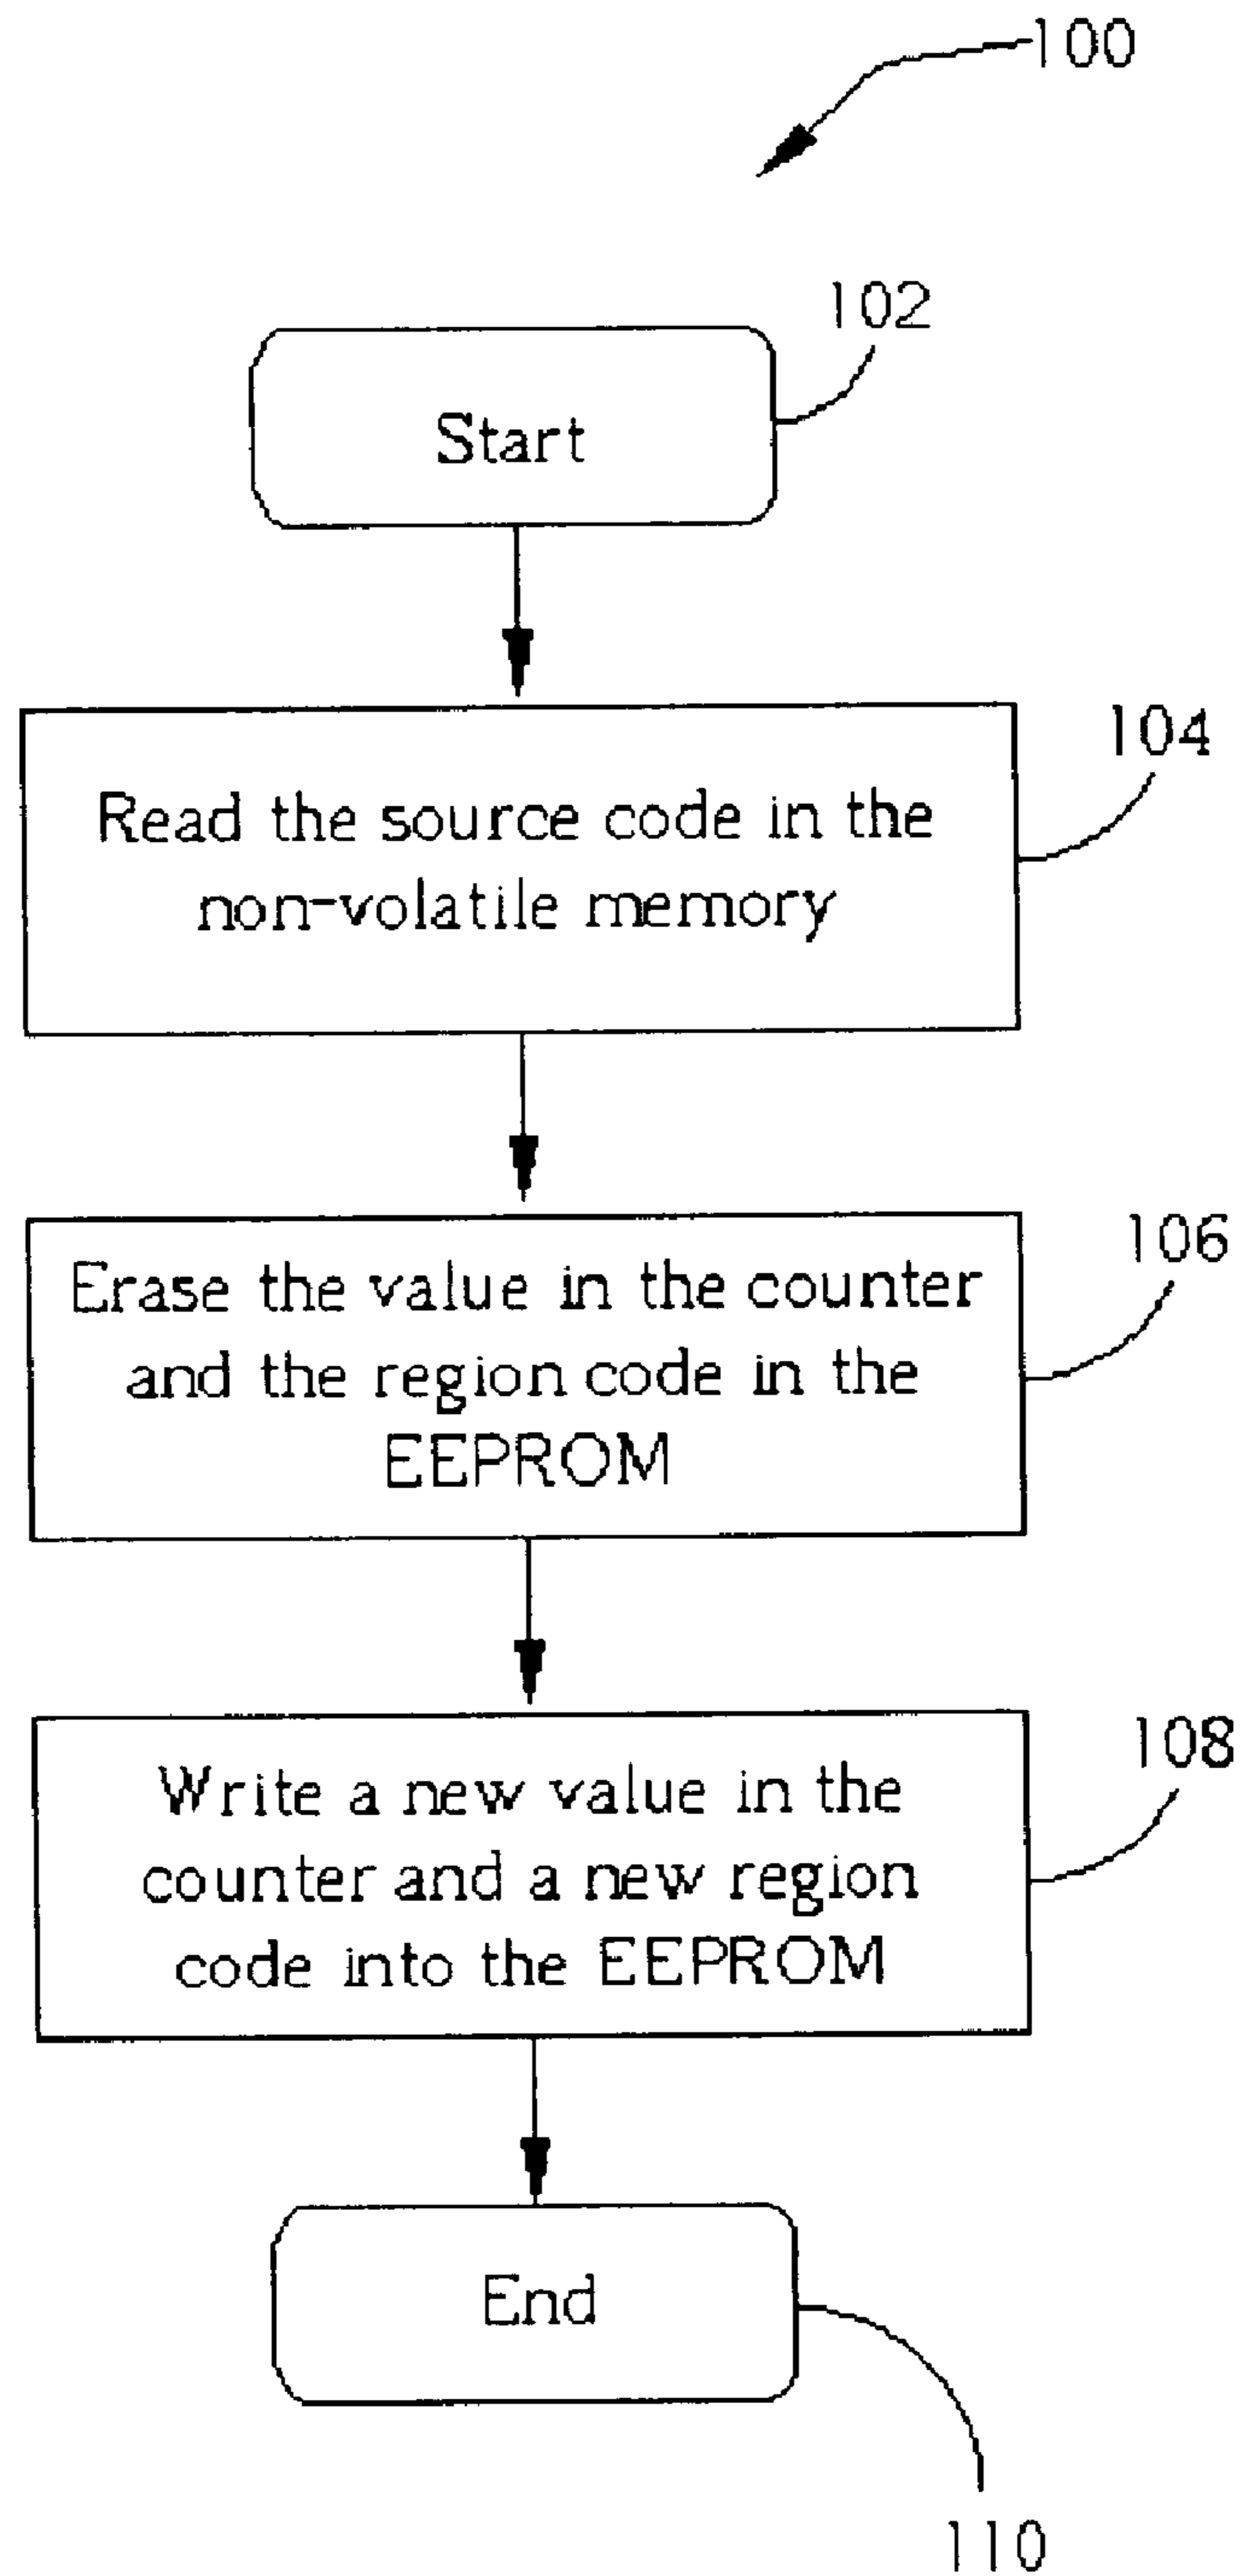 100
102
Start
104
Read the source code in the
non-volatile memory
106
Erase the value in the counter
and the region code in the
EEPROM
108
Write a new value in the
counter and a new region
code into the EEPROM
End
110